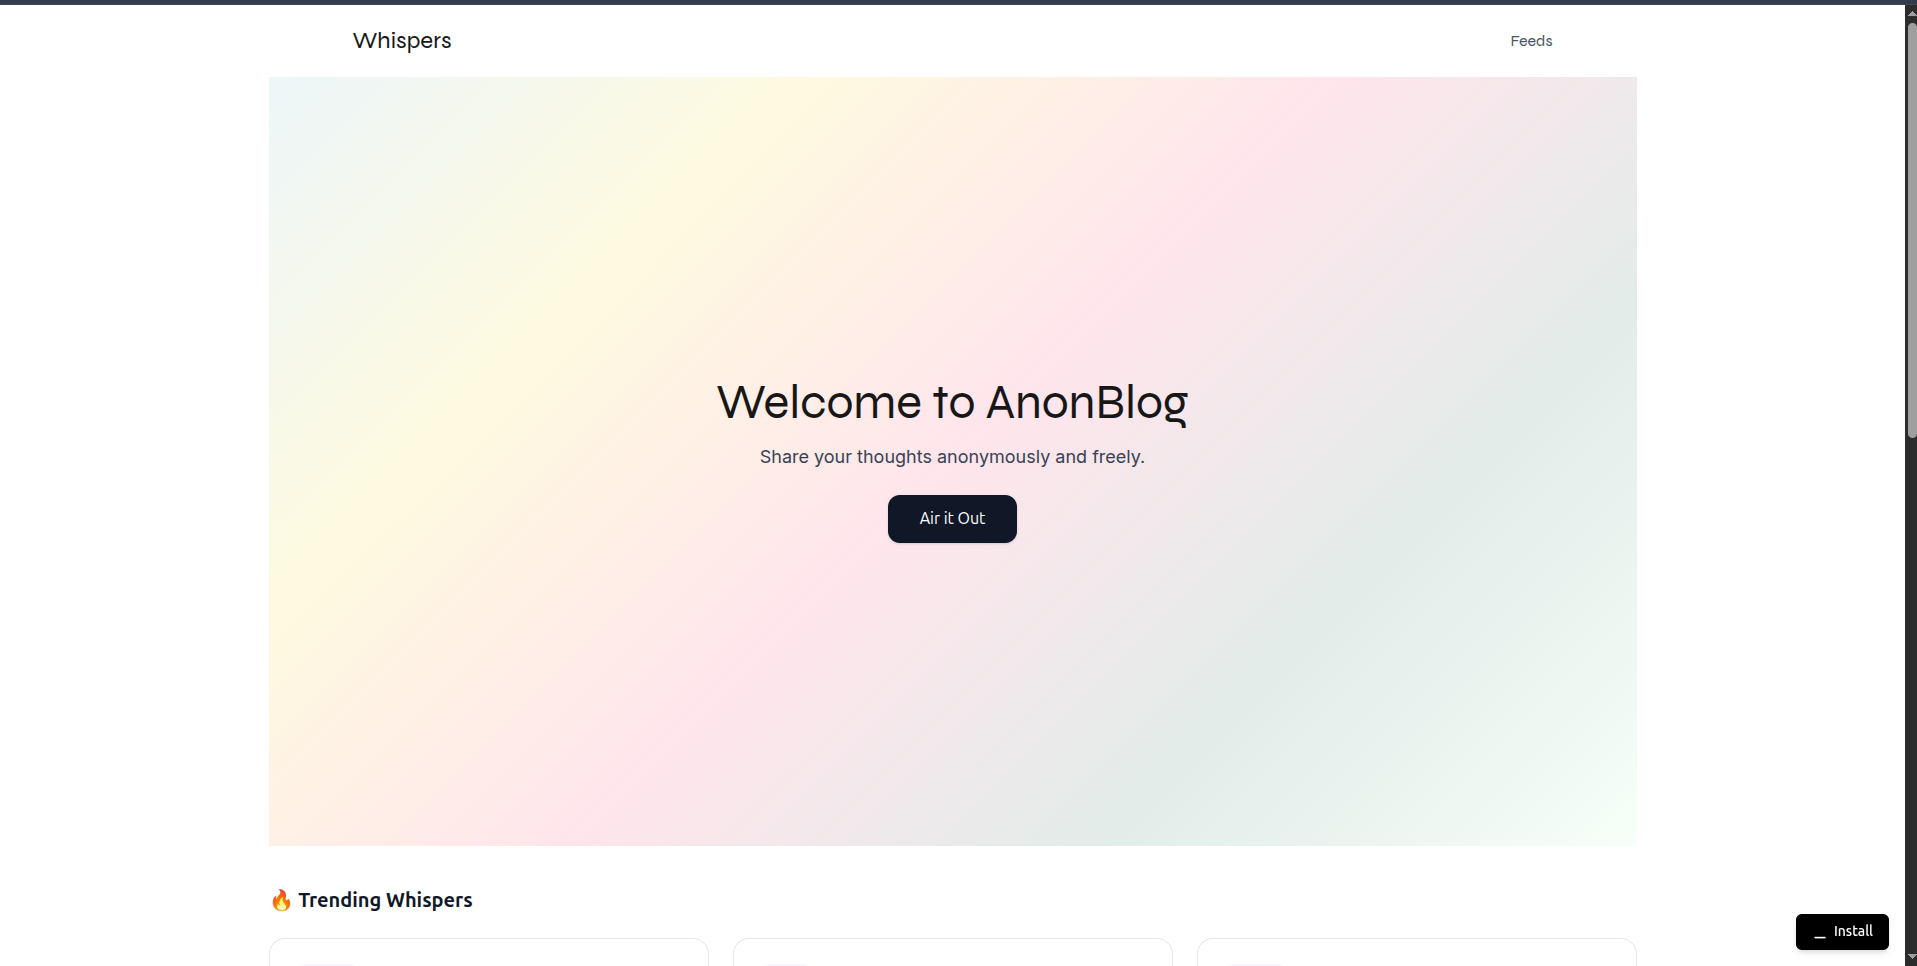 Whispers
Feeds
Welcome to AnonBlog
Share your thoughts anonymously and freely.
Air it Out
🔥 Trending Whispers
Install